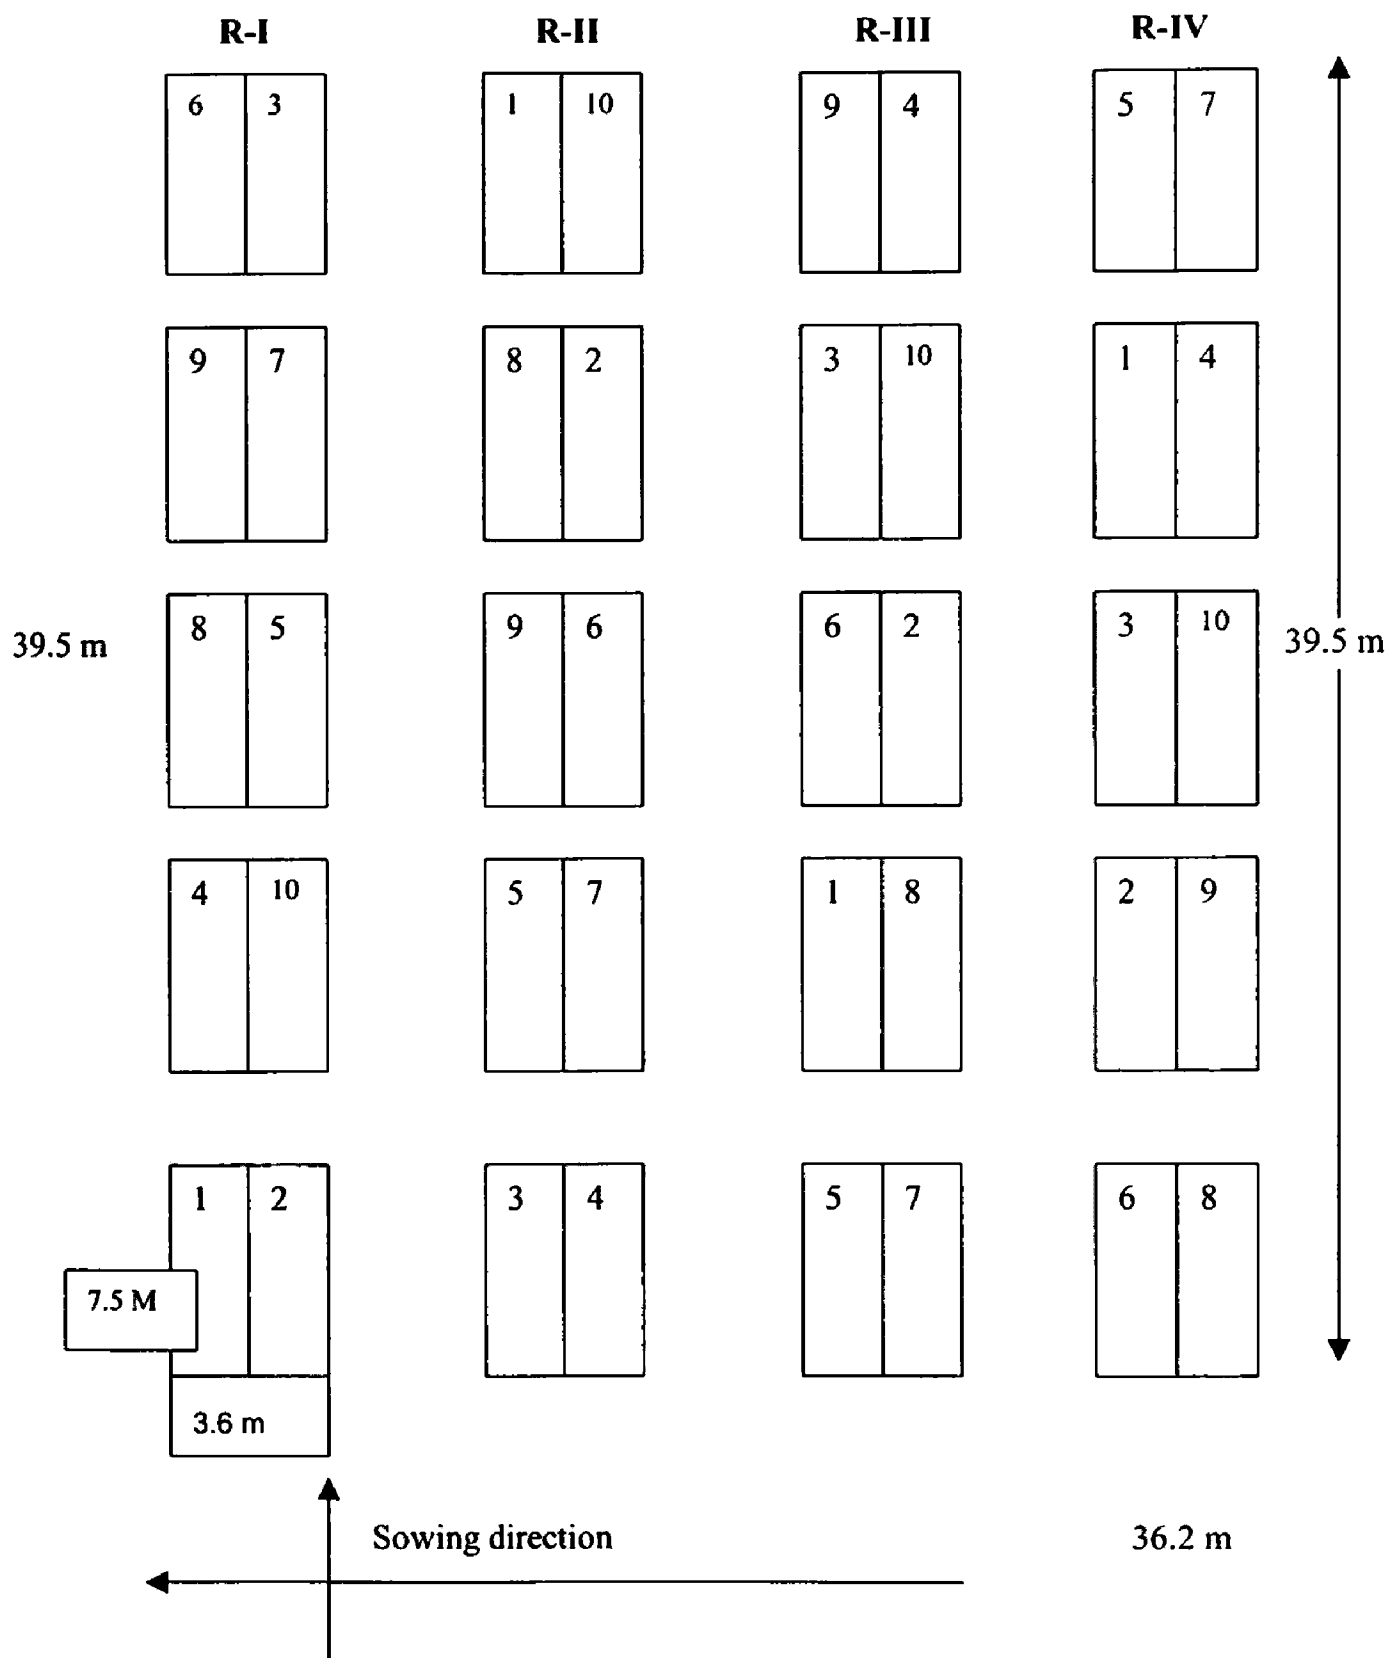 R-I R-II R-III R-IV
6 3 1 10 9 4 5 7
9 7 8 2 3 10 1 4
8 5 9 6 6 2 3 10
39.5 m 39.5 m
4 10 5 7 1 8 2 9
1 2 3 4 5 7 6 8
7.5 M
3.6 m
Sowing direction 36.2 m